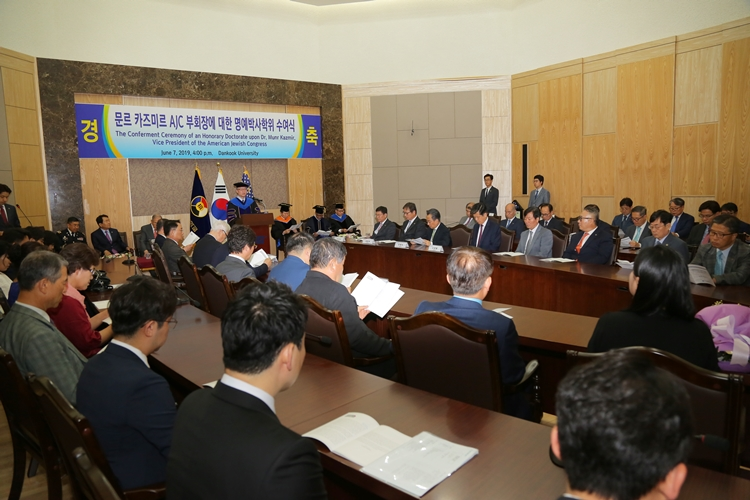 경 축
문르 카즈미르 AJC 부회장에 대한 명예박사학위 수여식
The Conferment Ceremony of an Honorary Doctorate upon Dr. Munr Kazmir,
Vice President of the American Jewish Congress
June 7, 2019, 4:00 p.m. Dankook University